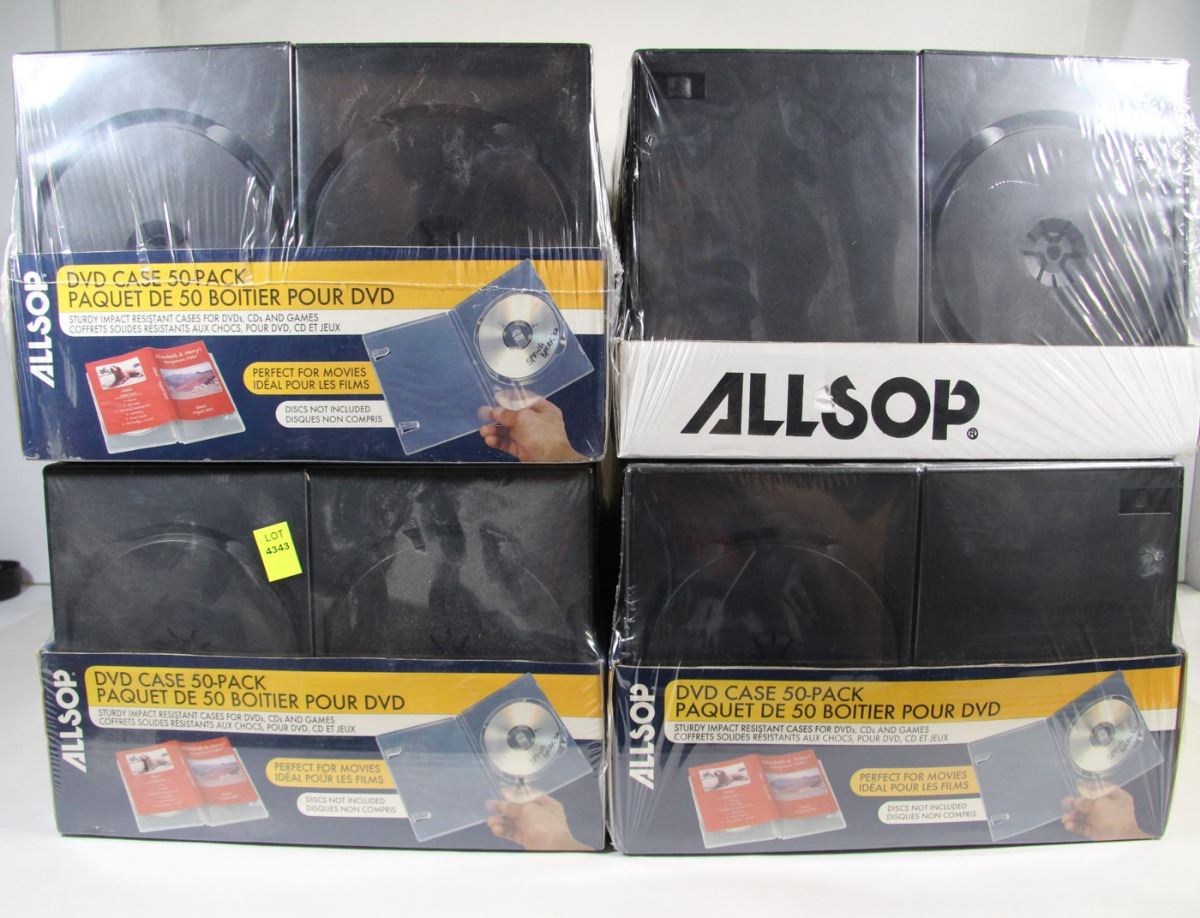 ALLSOP
DVD CASE 50-PACK
PAQUET DE 50 BOITIER POUR DVD
STURDY IMPACT RESISTANT CASES FOR DVDs, CDs AND GAMES
COFFRETS SOLIDES RÉSISTANTS AUX CHOCS, POUR DVD, CD ET JEUX
PERFECT FOR MOVIES
IDÉAL POUR LES FILMS
DISCS NOT INCLUDED
DISQUES NON COMPRIS
ALLSOP®
LOT
4343
ALLSOP
DVD CASE 50-PACK
PAQUET DE 50 BOITIER POUR DVD
STURDY IMPACT RESISTANT CASES FOR DVDs, CDs AND GAMES
COFFRETS SOLIDES RÉSISTANTS AUX CHOCS, POUR DVD, CD ET JEUX
PERFECT FOR MOVIES
IDÉAL POUR LES FILMS
DISCS NOT INCLUDED
DISQUES NON COMPRIS
ALLSOP
DVD CASE 50-PACK
PAQUET DE 50 BOITIER POUR DVD
STURDY IMPACT RESISTANT CASES FOR DVDs, CDs AND GAMES
COFFRETS SOLIDES RÉSISTANTS AUX CHOCS, POUR DVD, CD ET JEUX
PERFECT FOR MOVIES
IDÉAL POUR LES FILMS
DISCS NOT INCLUDED
DISQUES NON COMPRIS